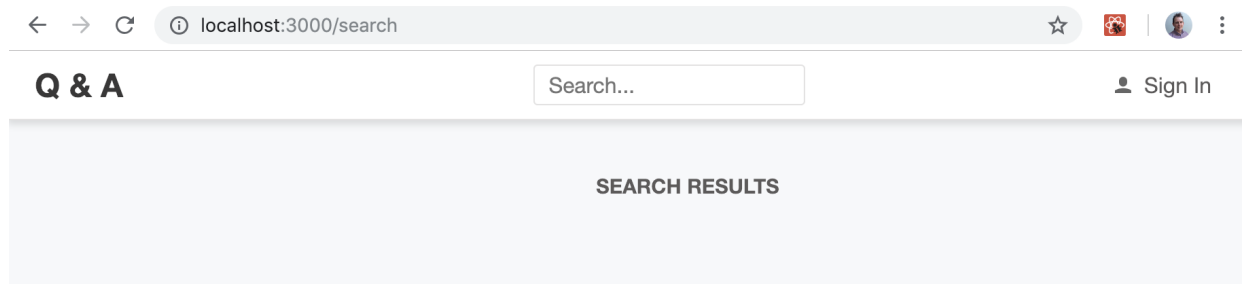 localhost:3000/search
Q & A
Search...
Sign In
SEARCH RESULTS